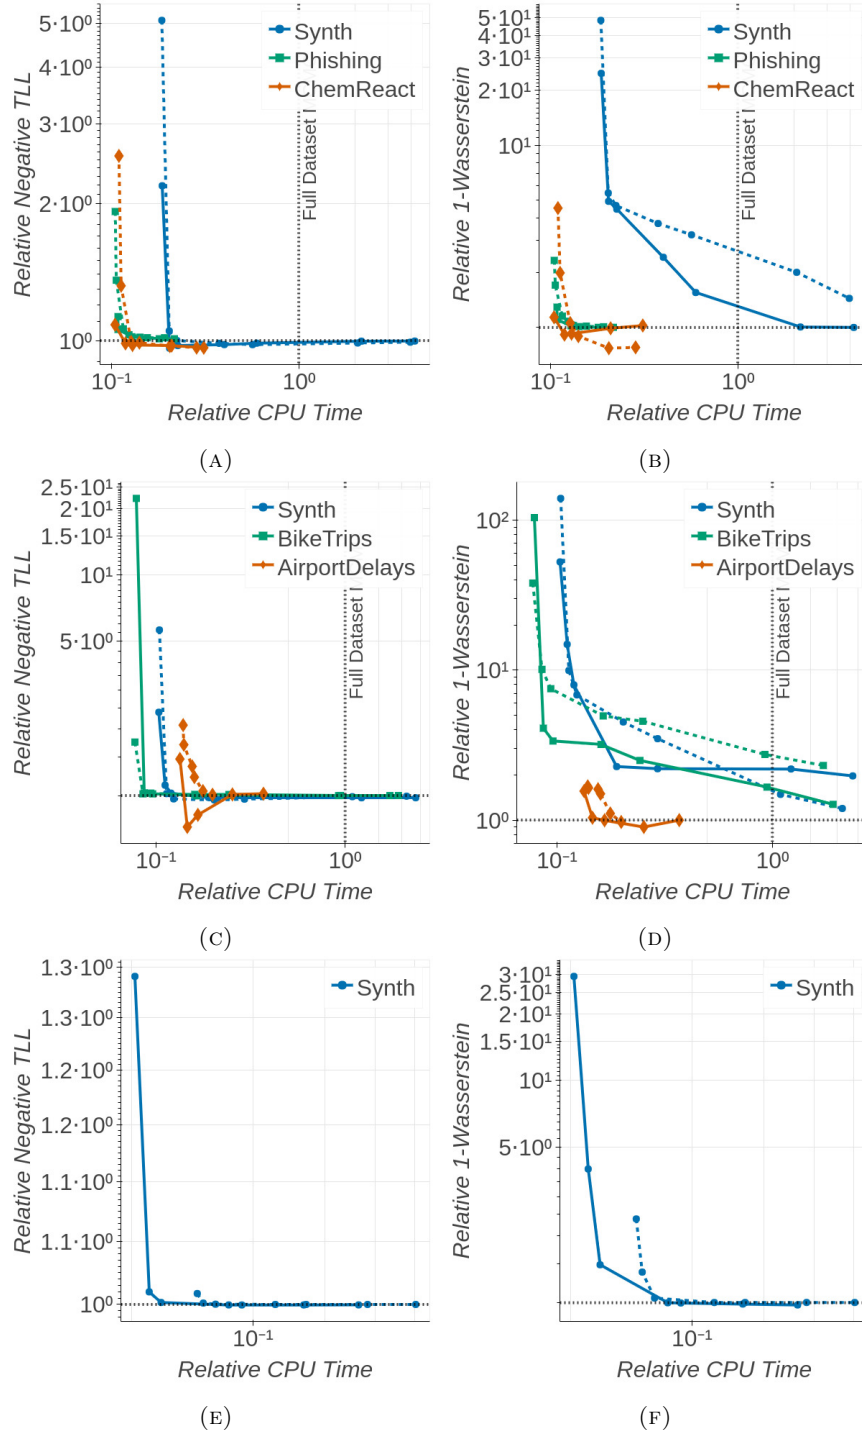 5·10⁰
4·10⁰
3·10⁰
2·10⁰
10⁰
Relative Negative TLL
Synth
Phishing
ChemReact
Full Dataset
10⁻¹
10⁰
Relative CPU Time
(A)
5·10¹
4·10¹
3·10¹
2·10¹
10¹
Relative 1-Wasserstein
Synth
Phishing
ChemReact
Full Dataset
10⁻¹
10⁰
Relative CPU Time
(B)
2.5·10¹
2·10¹
1.5·10¹
10¹
5·10⁰
Relative Negative TLL
Synth
BikeTrips
AirportDelays
Full Dataset
10⁻¹
10⁰
Relative CPU Time
(C)
10²
10¹
10⁰
Relative 1-Wasserstein
Synth
BikeTrips
AirportDelays
Full Dataset
10⁻¹
10⁰
Relative CPU Time
(D)
1.3·10⁰
1.3·10⁰
1.2·10⁰
1.2·10⁰
1.1·10⁰
1.1·10⁰
10⁰
Relative Negative TLL
Synth
10⁻¹
Relative CPU Time
(E)
3·10¹
2.5·10¹
2·10¹
1.5·10¹
10¹
5·10⁰
Relative 1-Wasserstein
Synth
10⁻¹
Relative CPU Time
(F)